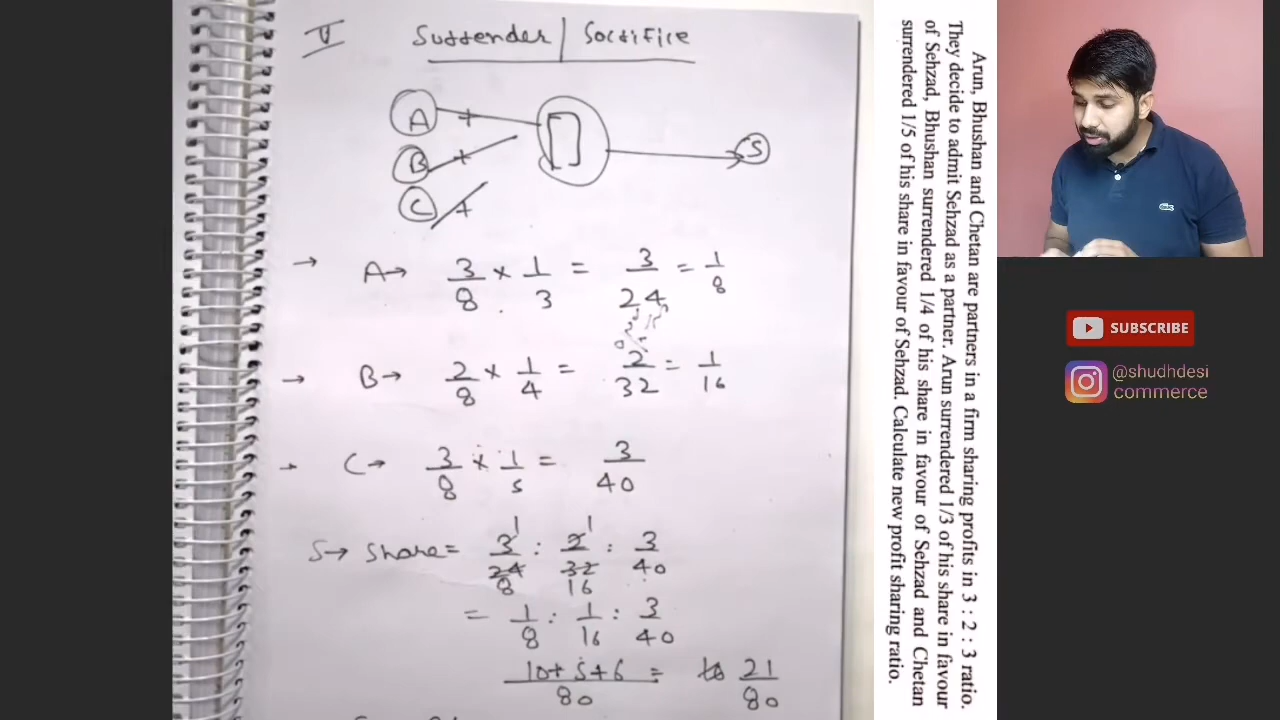 V Surrender / Sacrifice
A
B
C
S
→ A→ 3/8 × 1/3 = 3/24 = 1/8
→ B→ 2/8 × 1/4 = 2/32 = 1/16
→ C→ 3/8 × 1/5 = 3/40
S→ Share = 3/24 1/8 : 2/32 1/16 : 3/40
= 1/8 : 1/16 : 3/40
10+5+6/80 = 21/80
Arun, Bhushan and Chetan are partners in a firm sharing profits in 3 : 2 : 3 ratio.
They decide to admit Sehzad as a partner. Arun surrendered 1/3 of his share in favour
of Sehzad, Bhushan surrendered 1/4 of his share in favour of Sehzad and Chetan
surrendered 1/5 of his share in favour of Sehzad. Calculate new profit sharing ratio.
SUBSCRIBE
@shudhdesi
commerce